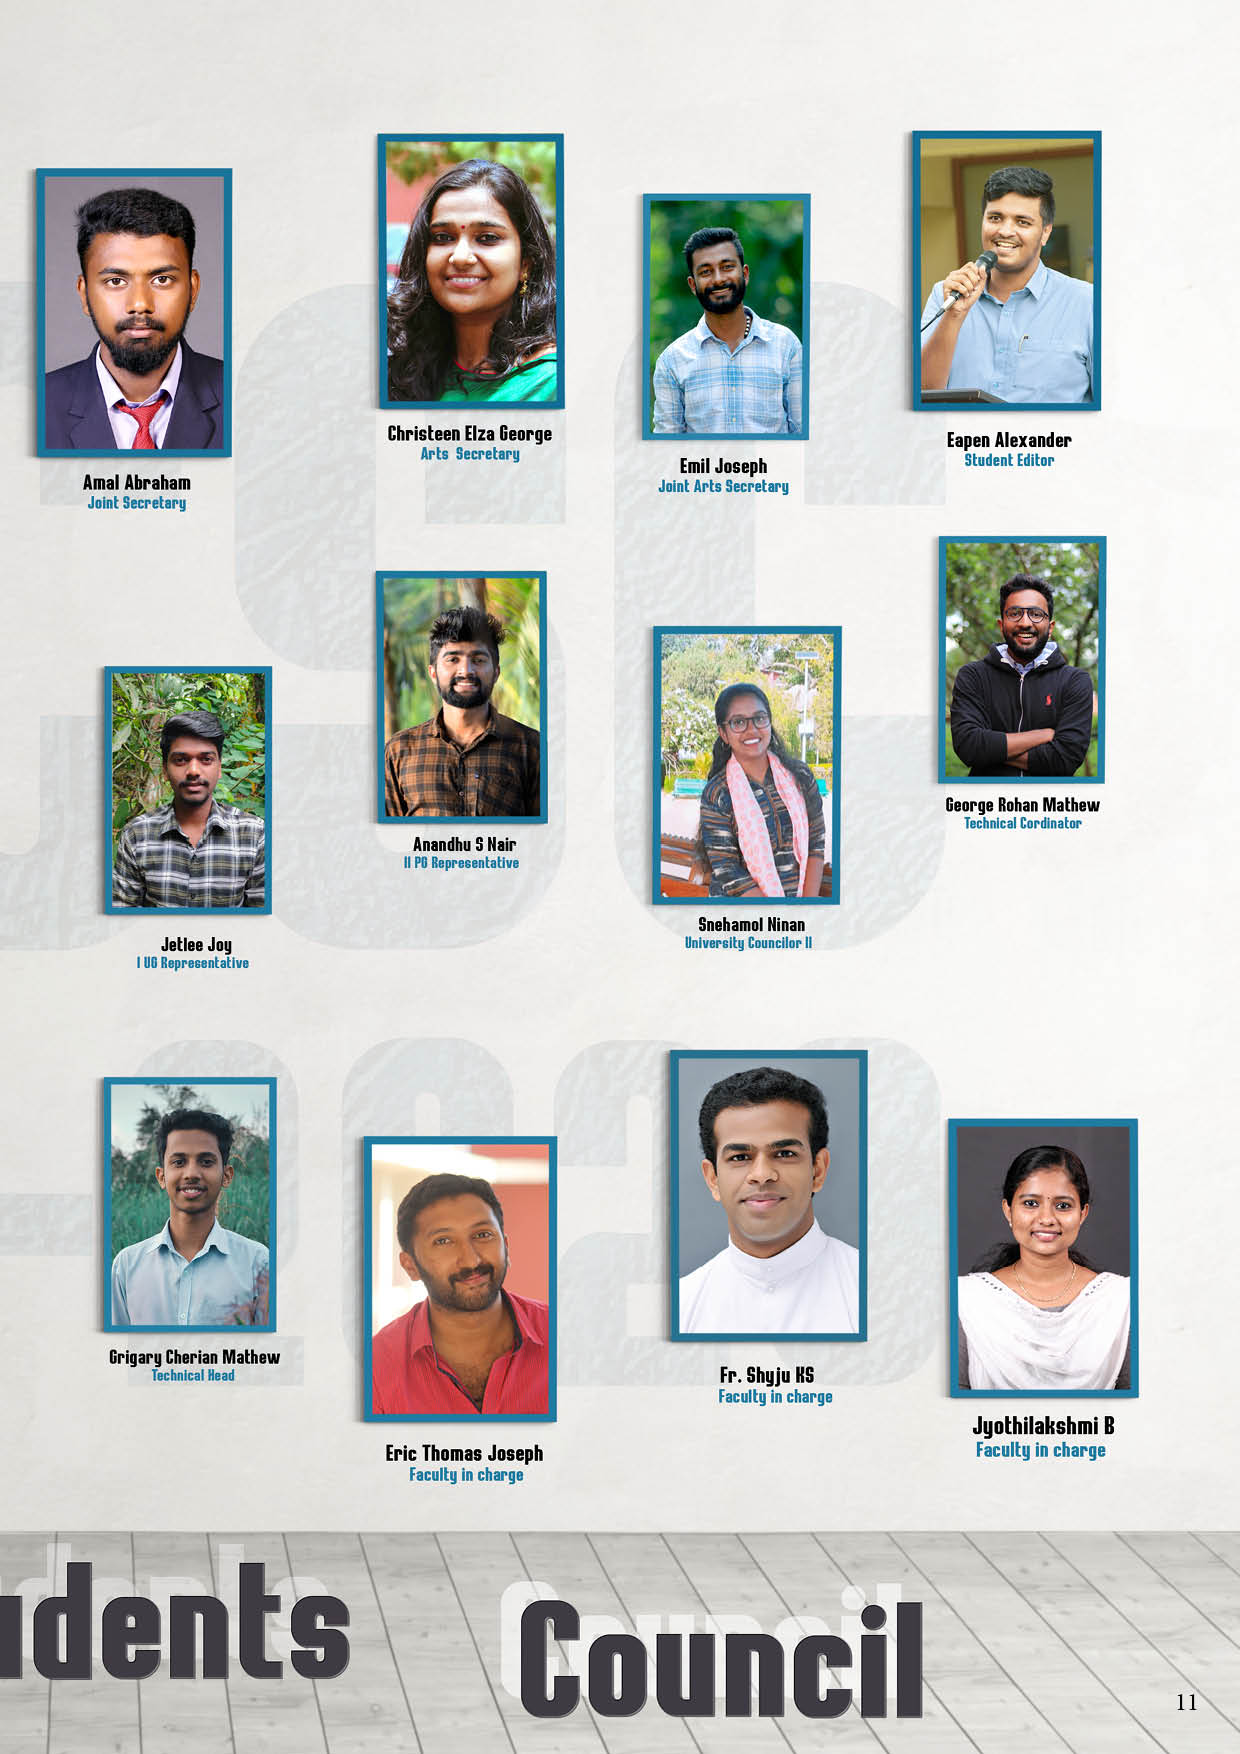 Amal Abraham
Joint Secretary
Christeen Elza George
Arts Secretary
Emil Joseph
Joint Arts Secretary
Eapen Alexander
Student Editor
Jetlee Joy
I UG Representative
Anandhu S Nair
II PG Representative
Snehamol Ninan
University Councilor II
George Rohan Mathew
Technical Cordinator
Grigary Cherian Mathew
Technical Head
Eric Thomas Joseph
Faculty in charge
Fr. Shyju KS
Faculty in charge
Jyothilakshmi B
Faculty in charge
udents
Council
11